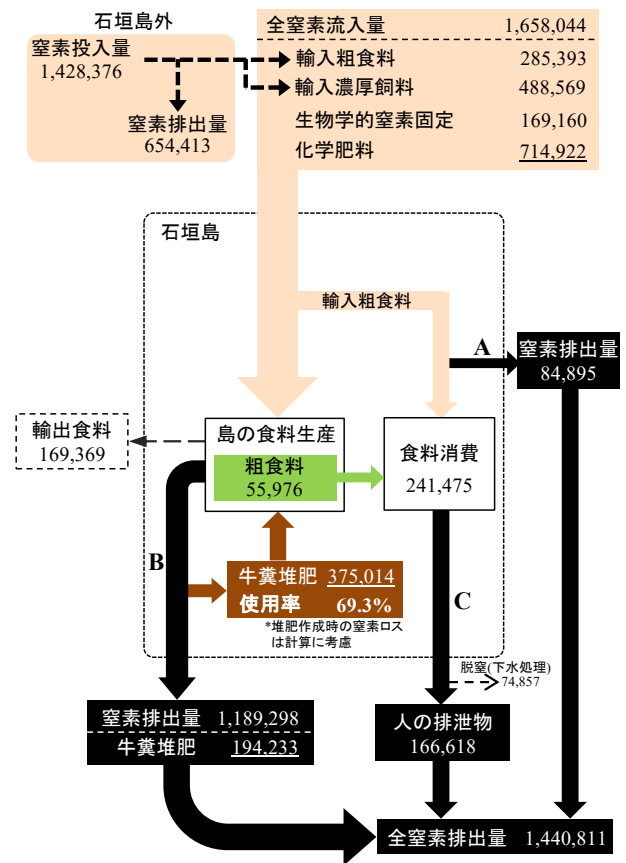 石垣島外
窒素投入量
1,428,376
窒素排出量
654,413
全窒素流入量 1,658,044
輸入粗食料 285,393
輸入濃厚飼料 488,569
生物学的窒素固定 169,160
化学肥料 714,922
石垣島
輸入粗食料
A
窒素排出量
84,895
輸出食料
169,369
島の食料生産
粗食料
55,976
食料消費
241,475
B
牛糞堆肥 375,014
使用率 69.3%
*堆肥作成時の窒素ロス
は計算に考慮
C
脱窒(下水処理)
74,857
窒素排出量 1,189,298
牛糞堆肥 194,233
人の排泄物
166,618
全窒素排出量 1,440,811